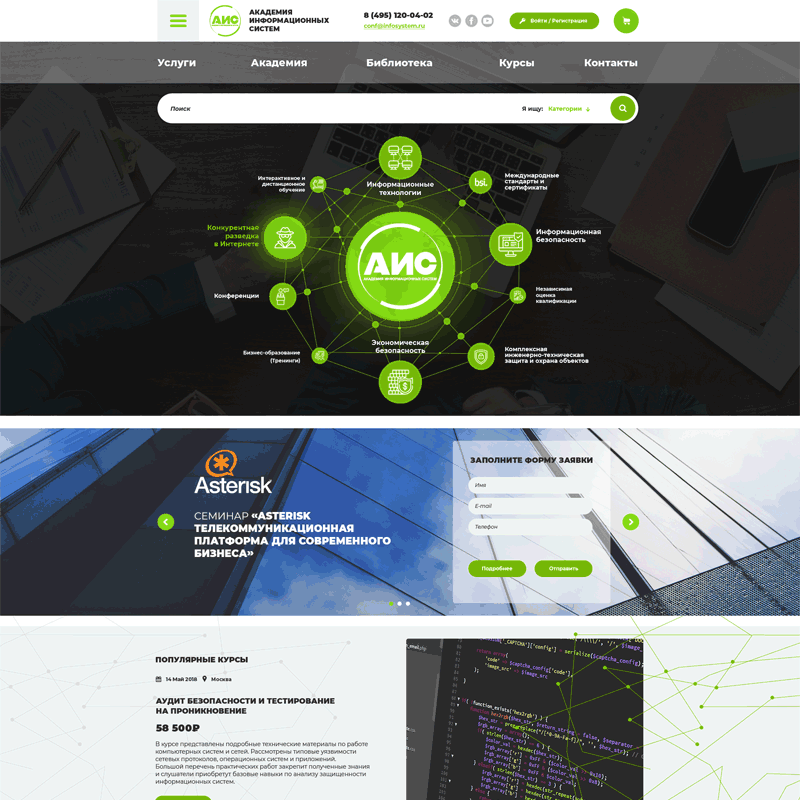 АИС
АКАДЕМИЯ
ИНФОРМАЦИОННЫХ
СИСТЕМ
8 (495) 120-04-02
conf@infosystem.ru
Войти / Регистрация
Услуги
Академия
Библиотека
Курсы
Контакты
Поиск
Я ищу:
Категории
Интерактивное и
дистанционное
обучение
Информационные
технологии
bsi.
Международные
стандарты и
сертификаты
Конкурентная
разведка
в Интернете
Информационная
безопасность
АИС
АКАДЕМИЯ ИНФОРМАЦИОННЫХ СИСТЕМ
Конференции
Независимая
оценка
квалификации
Бизнес-образование
(Тренинги)
Экономическая
безопасность
Комплексная
инженерно-техническая
защита и охрана объектов
Asterisk
СЕМИНАР «ASTERISK
ТЕЛЕКОММУНИКАЦИОННАЯ
ПЛАТФОРМА ДЛЯ СОВРЕМЕННОГО
БИЗНЕСА»
ЗАПОЛНИТЕ ФОРМУ ЗАЯВКИ
Имя
E-mail
Телефон
Подробнее
Отправить
ПОПУЛЯРНЫЕ КУРСЫ
14 Май 2018
Москва
АУДИТ БЕЗОПАСНОСТИ И ТЕСТИРОВАНИЕ
НА ПРОНИКНОВЕНИЕ
58 500₽
В курсе представлены подробные технические материалы по работе
компьютерных систем и сетей. Рассмотрены типовые уязвимости
сетевых протоколов, операционных систем и приложений.
Большой перечень практических работ закрепит полученные знания
и слушатели приобретут базовые навыки по анализу защищенности
информационных систем.